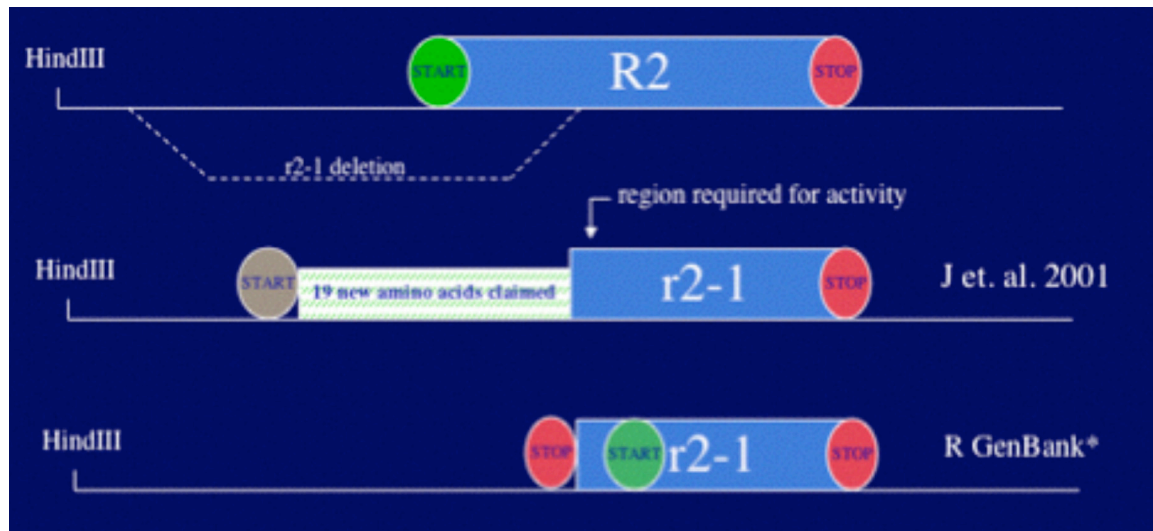 HindIII
START
R2
STOP
r2-1 deletion
region required for activity
HindIII
START
19 new amino acids claimed
r2-1
STOP
J et. al. 2001
HindIII
STOP
START
r2-1
STOP
R GenBank*